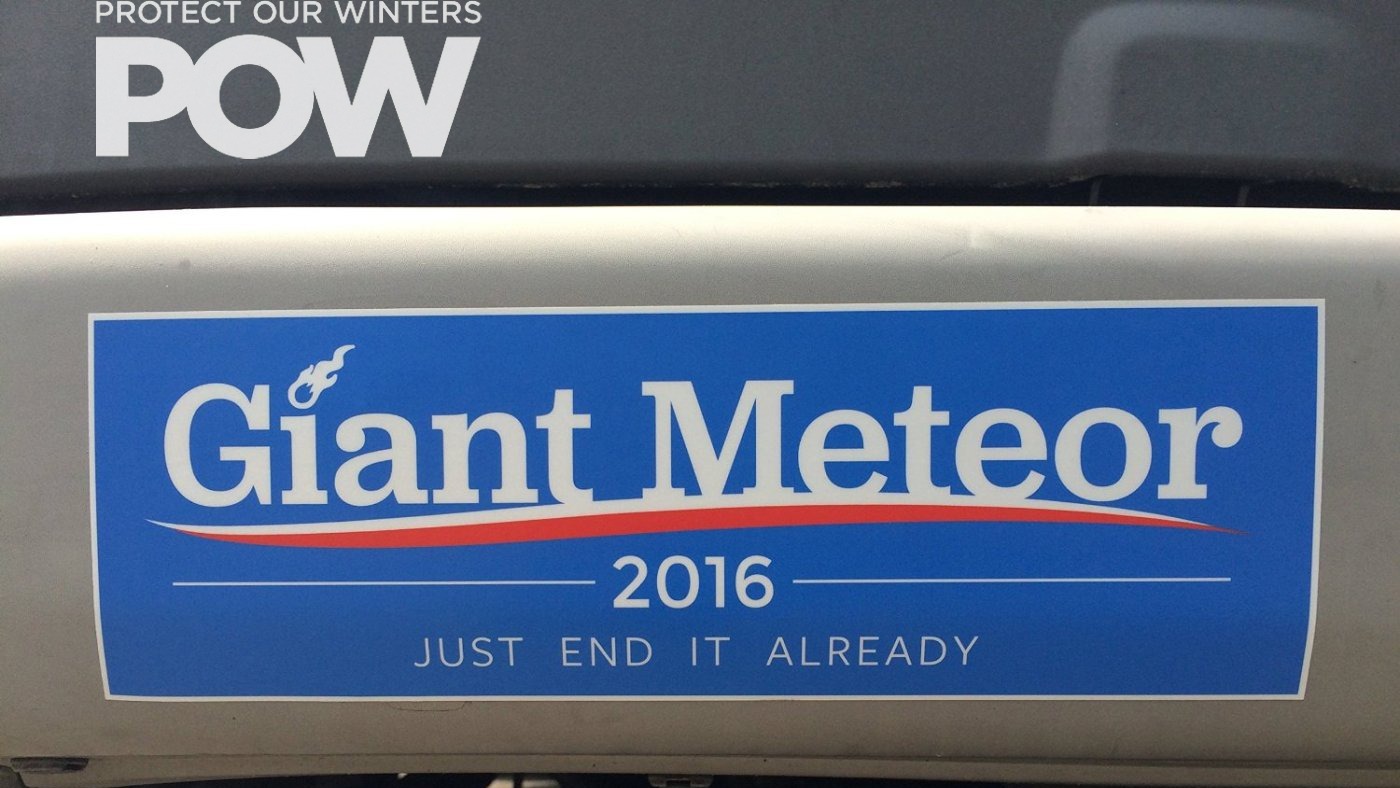 PROTECT OUR WINTERS
POW
Giant Meteor
2016
JUST END IT ALREADY